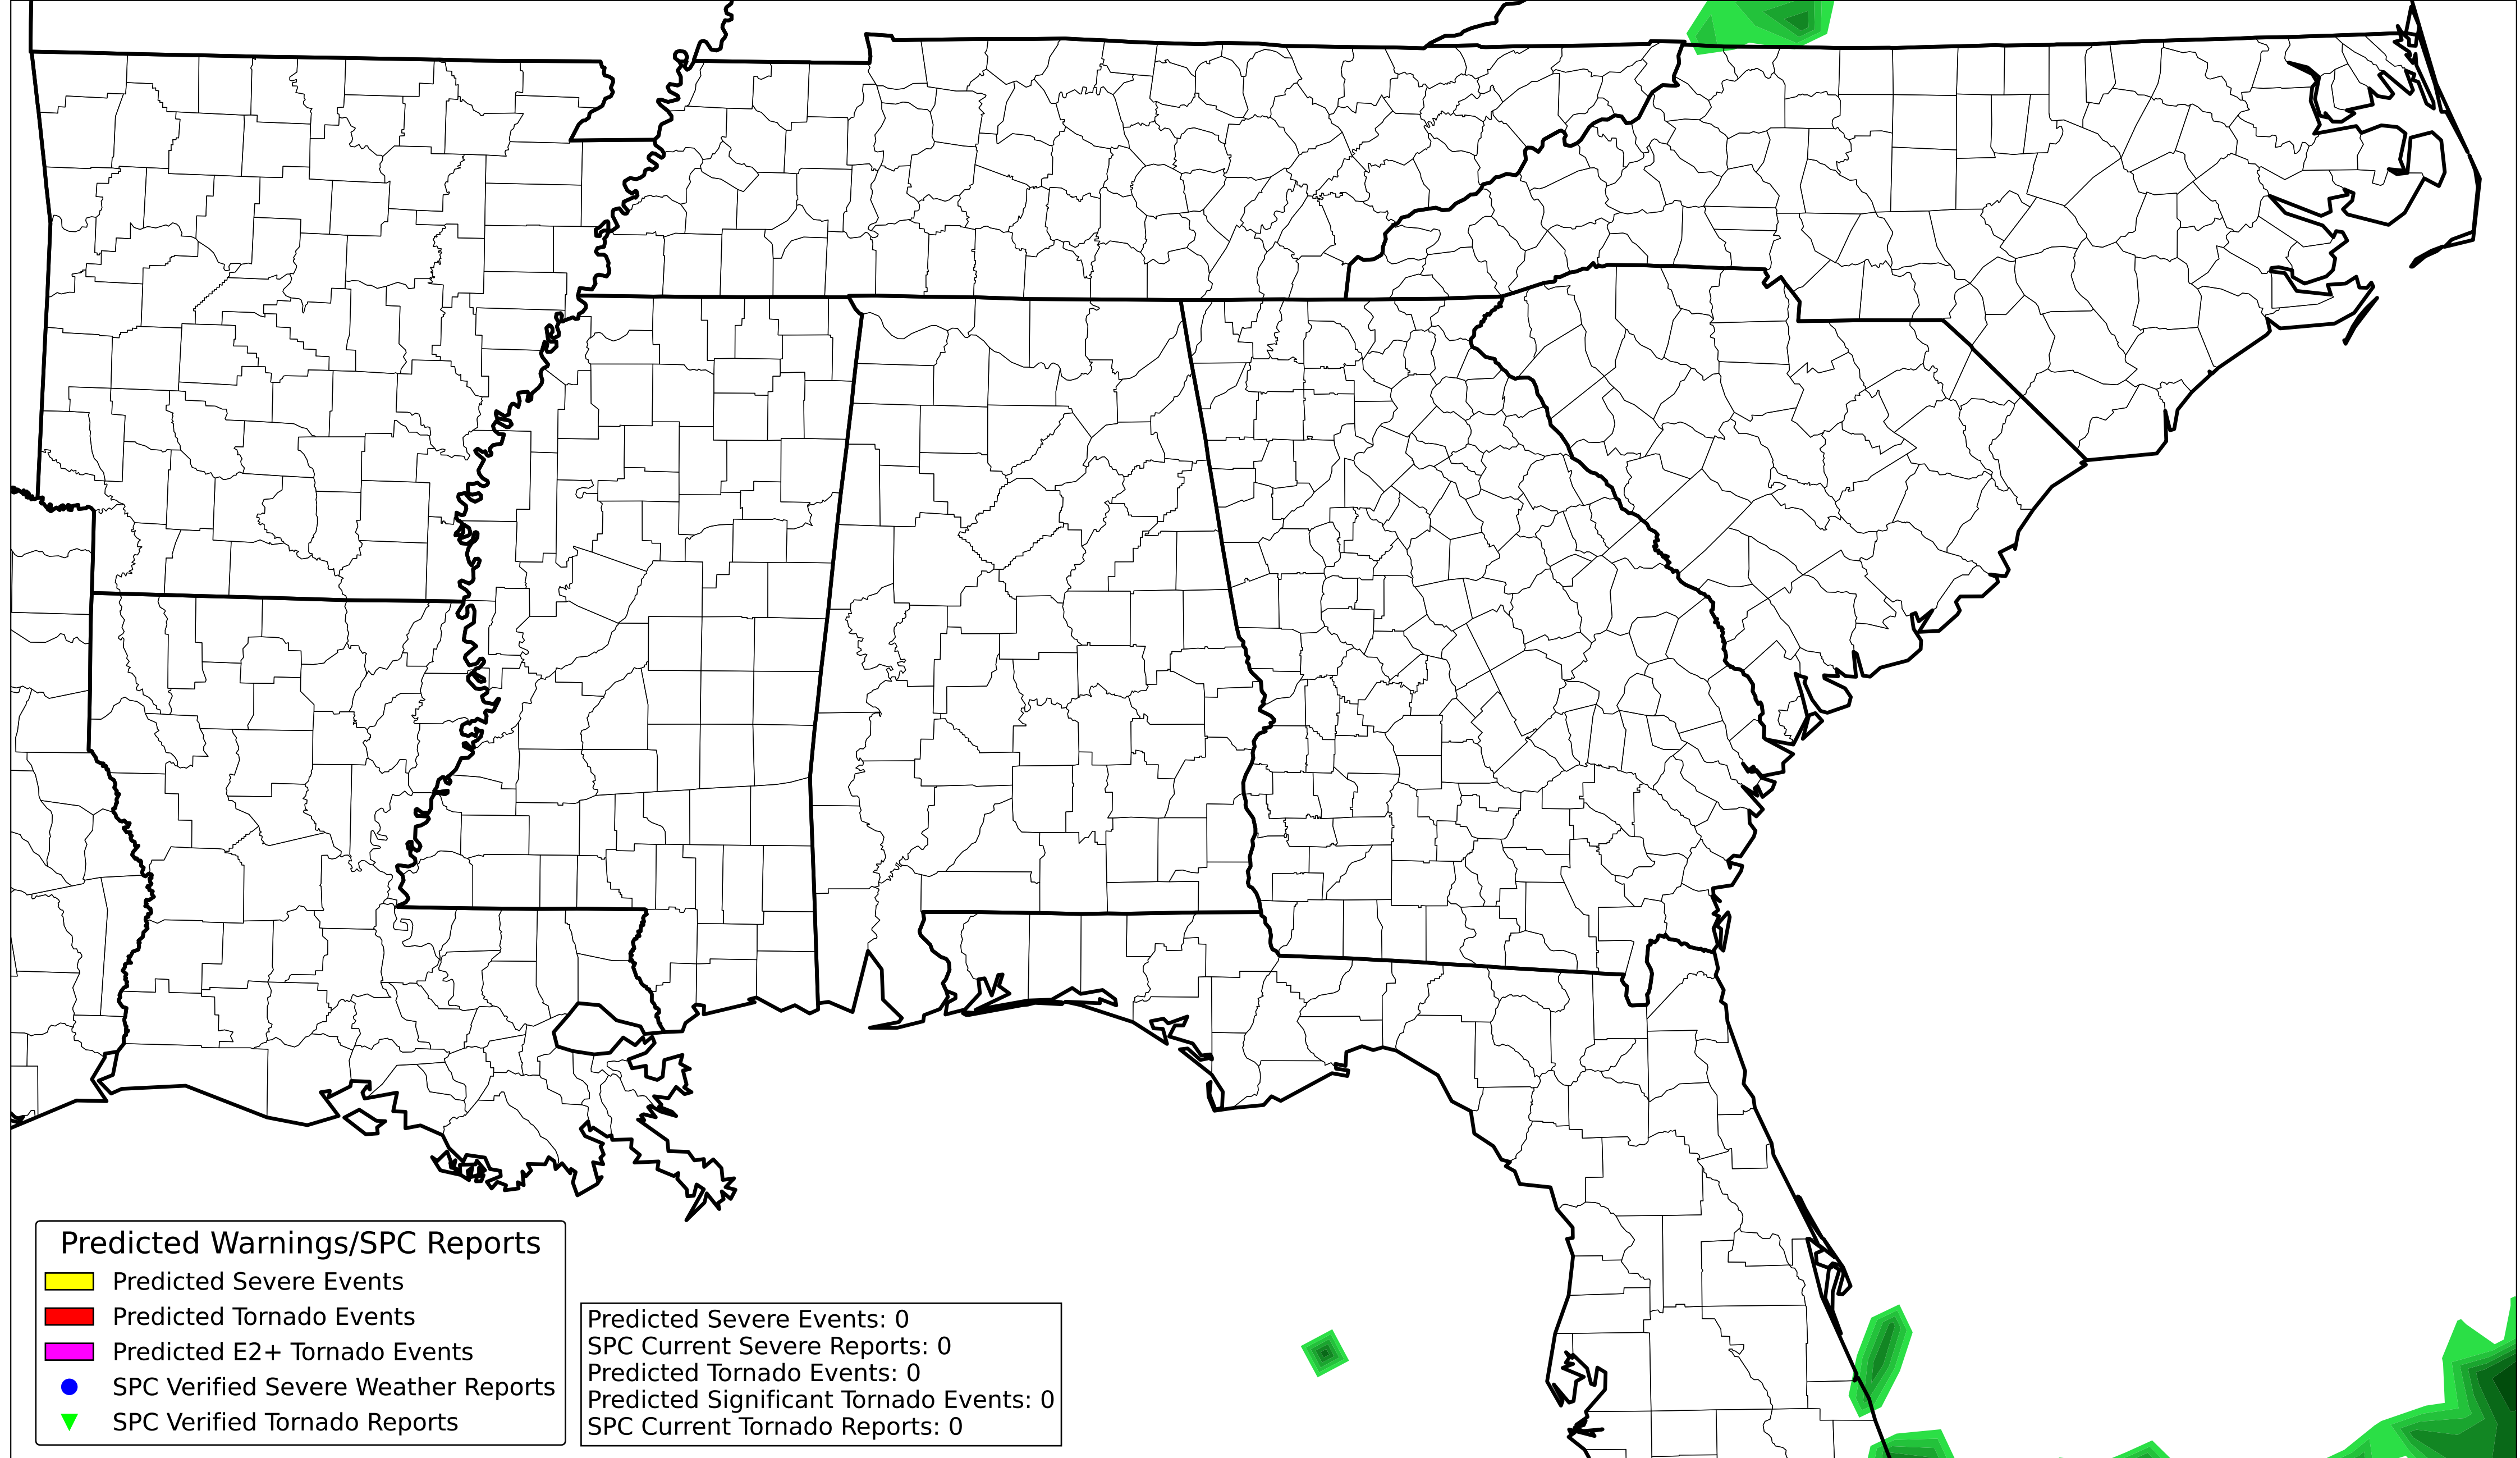 Predicted Warnings/SPC Reports
Predicted Severe Events
Predicted Tornado Events
Predicted E2+ Tornado Events
SPC Verified Severe Weather Reports
SPC Verified Tornado Reports
Predicted Severe Events: 0
SPC Current Severe Reports: 0
Predicted Tornado Events: 0
Predicted Significant Tornado Events: 0
SPC Current Tornado Reports: 0